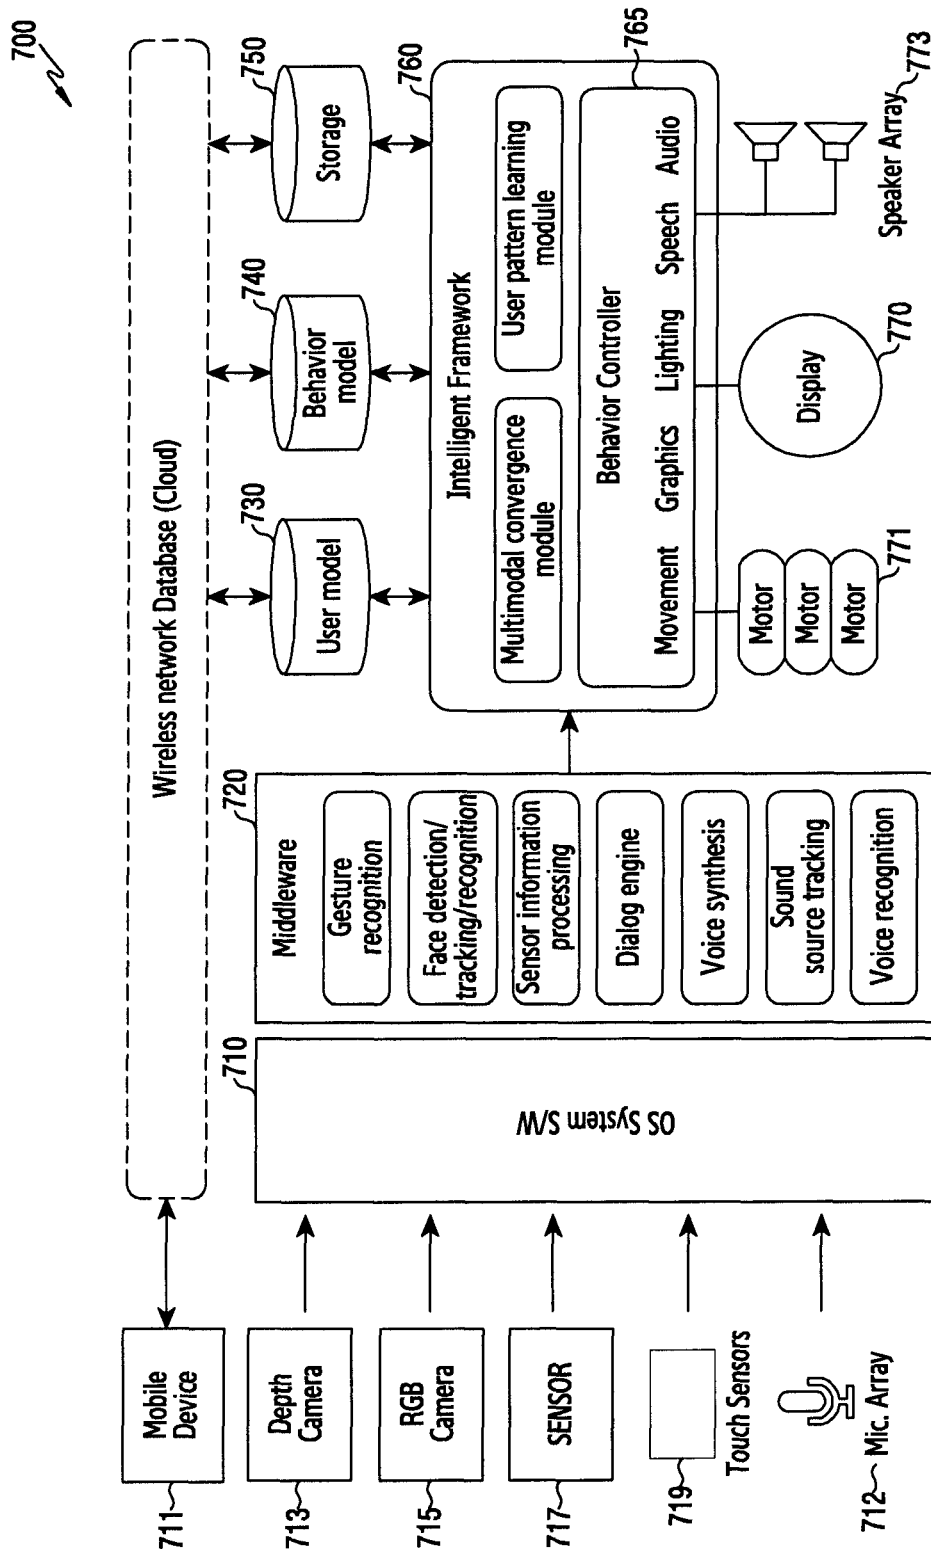 700
Wireless network Database (Cloud)
Mobile
Device
711
Depth
Camera
713
RGB
Camera
715
SENSOR
717
Touch Sensors
719
Mic. Array
712
710
OS System S/W
720
Middleware
Gesture
recognition
Face detection/
tracking/recognition
Sensor information
processing
Dialog engine
Voice synthesis
Sound
source tracking
Voice recognition
730
User model
740
Behavior
model
750
Storage
760
Intelligent Framework
Multimodal convergence
module
User pattern learning
module
765
Behavior Controller
Movement Graphics Lighting Speech Audio
Motor
Motor
Motor
771
Display
770
Speaker Array
773